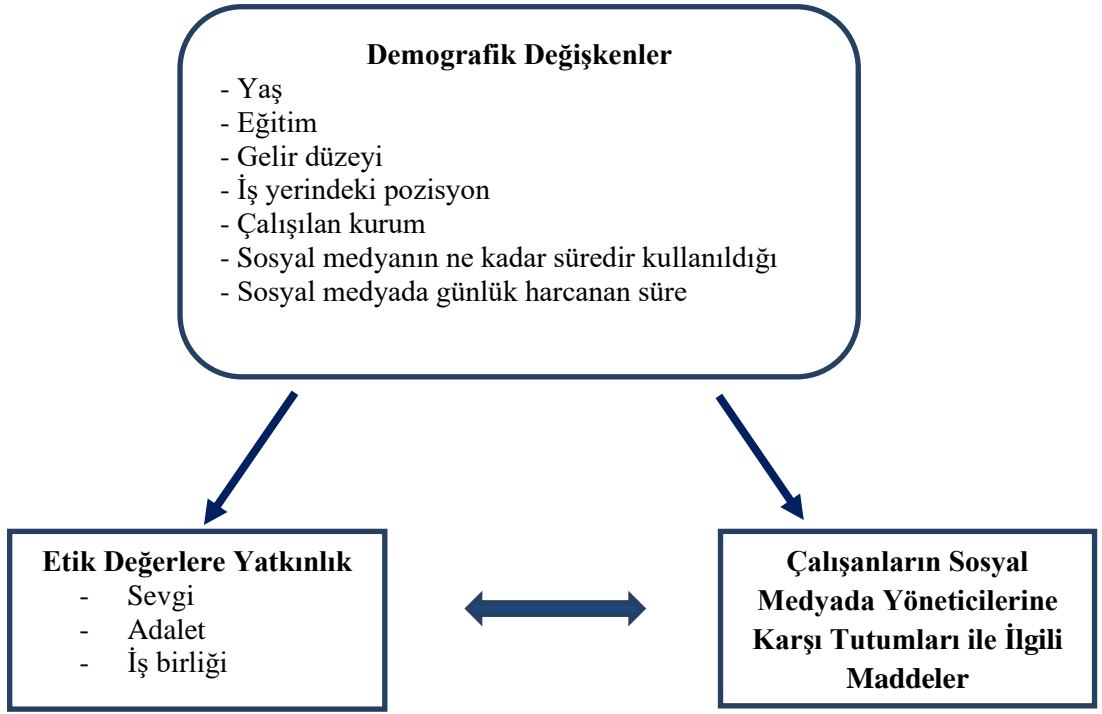 Demografik Değişkenler
- Yaş
- Eğitim
- Gelir düzeyi
- İş yerindeki pozisyon
- Çalışılan kurum
- Sosyal medyanın ne kadar süredir kullanıldığı
- Sosyal medyada günlük harcanan süre
Etik Değerlere Yatkınlık
- Sevgi
- Adalet
- İş birliği
Çalışanların Sosyal
Medyada Yöneticilerine
Karşı Tutumları ile İlgili
Maddeler